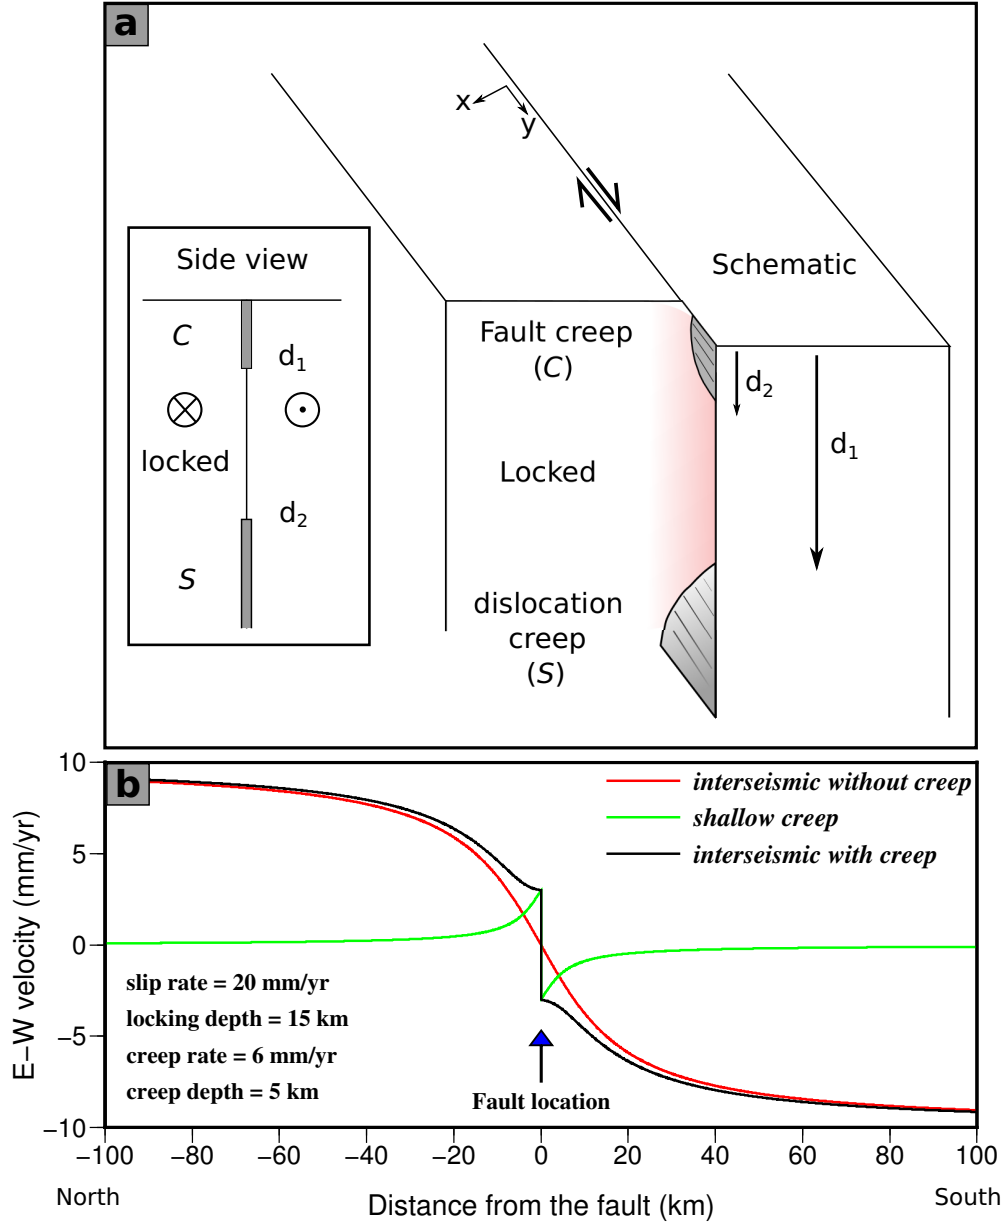 a
x
y
Schematic
Side view
C
d1
locked
d2
S
Fault creep
(C)
d2
d1
Locked
dislocation
creep
(S)
b
E−W velocity (mm/yr)
10
5
0
−5
−10
interseismic without creep
shallow creep
interseismic with creep
slip rate = 20 mm/yr
locking depth = 15 km
creep rate = 6 mm/yr
creep depth = 5 km
Fault location
−100 −80 −60 −40 −20 0 20 40 60 80 100
North South
Distance from the fault (km)